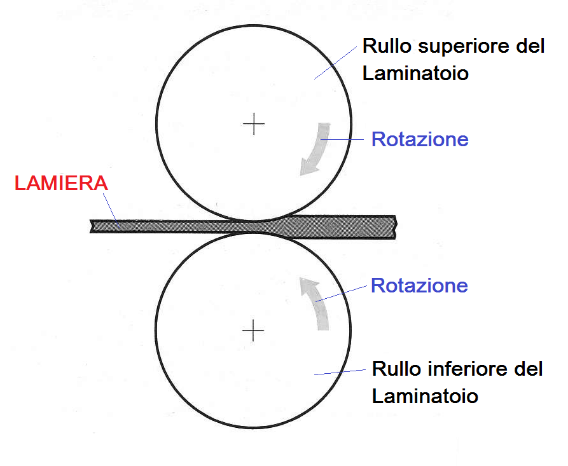 Rullo superiore del
Laminatoio
Rotazione
LAMIERA
Rotazione
Rullo inferiore del
Laminatoio